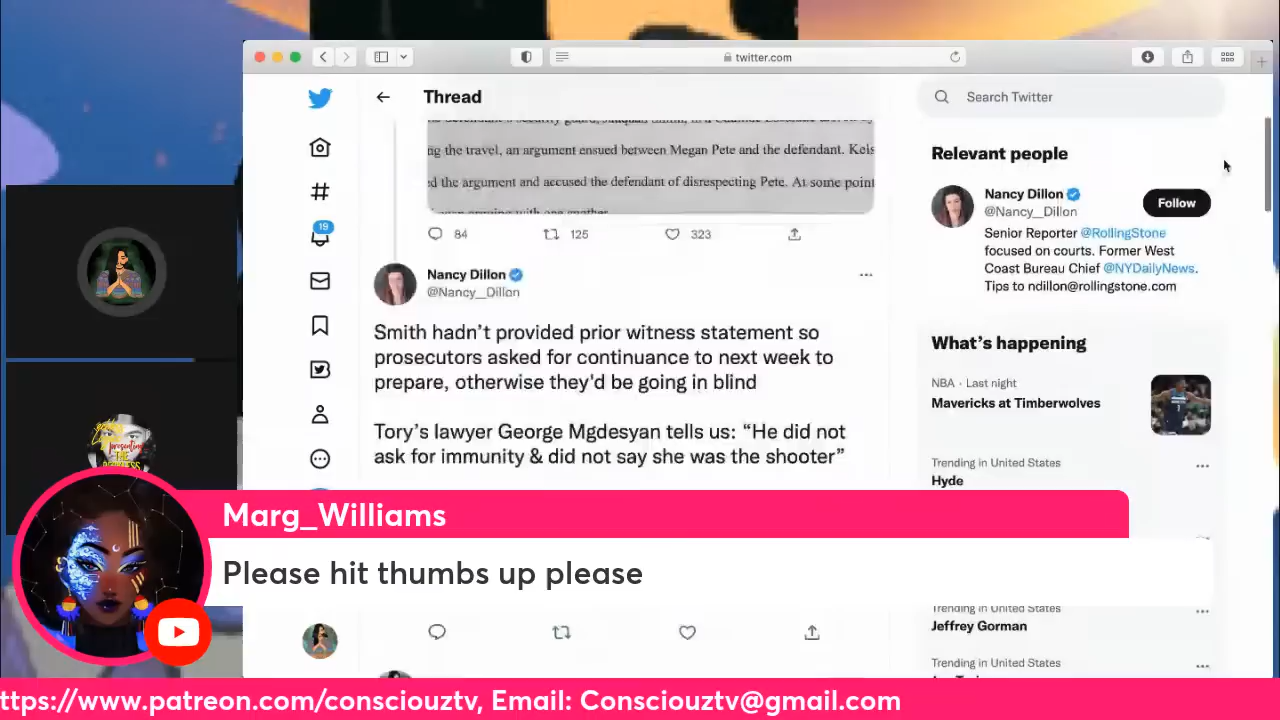 twitter.com
Thread
Search Twitter
ng the travel, an argument ensued between Megan Pete and the defendant. Kels
d the argument and accused the defendant of disrespecting Pete. At some point
84
125
323
19
Nancy Dillon
@Nancy__Dillon
Smith hadn't provided prior witness statement so
prosecutors asked for continuance to next week to
prepare, otherwise they'd be going in blind
Tory's lawyer George Mgdesyan tells us: “He did not
ask for immunity & did not say she was the shooter”
Relevant people
Nancy Dillon
@Nancy__Dillon
Follow
Senior Reporter @RollingStone
focused on courts. Former West
Coast Bureau Chief @NYDailyNews.
Tips to ndillon@rollingstone.com
What's happening
NBA · Last night
Mavericks at Timberwolves
Trending in United States
Hyde
Trending in United States
Jeffrey Gorman
Trending in United States
presenting
THE
Marg_Williams
Please hit thumbs up please
ttps://www.patreon.com/consciouztv, Email: Consciouztv@gmail.com